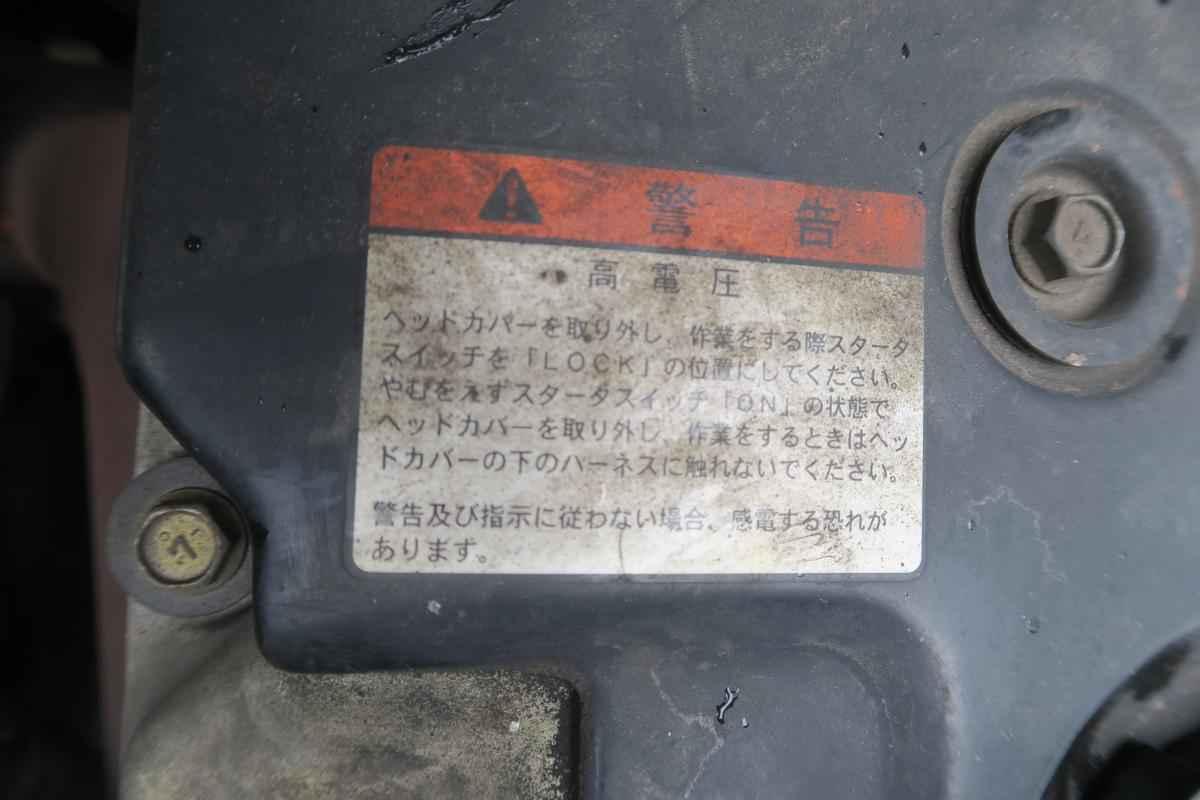 警告
高電圧
ヘッドカバーを取り外し、作業をする際スタータ
スイッチを「LOCK」の位置にしてください。
やむをえずスタータスイッチ「ON」の状態で
ヘッドカバーを取り外し、作業をするときはヘッ
ドカバーの下のハーネスに触れないでください。
警告及び指示に従わない場合、感電する恐れが
あります。
4
7